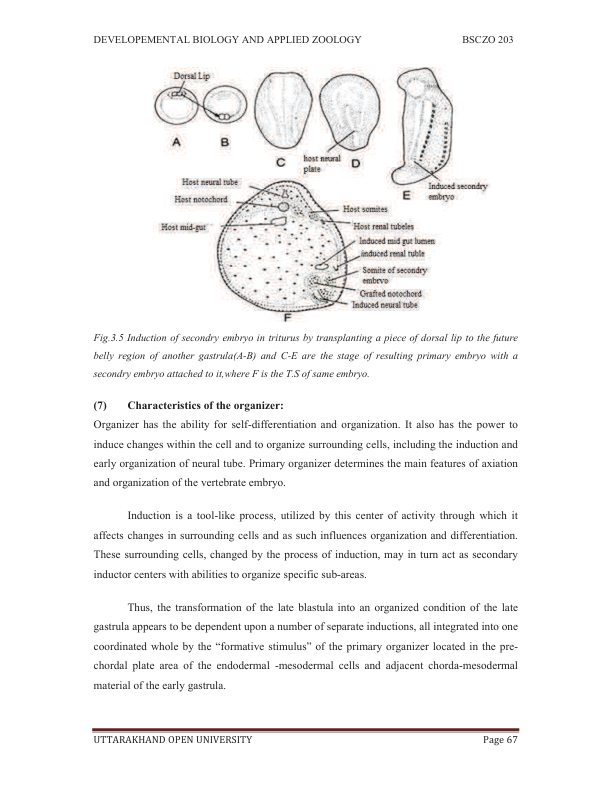 DEVELOPEMENTAL BIOLOGY AND APPLIED ZOOLOGY BSCZO 203
Dorsal Lip
A
B
C
host neural
plate
D
E
Induced secondry
embryo
Host neural tube
Host notochord
Host somites
Host mid-gut
Host renal tubeles
Induced mid gut lumen
induced renal tuble
Somite of secondry
embryo
Grafted notochord
Induced neural tube
F
Fig.3.5 Induction of secondry embryo in triturus by transplanting a piece of dorsal lip to the future
belly region of another gastrula(A-B) and C-E are the stage of resulting primary embryo with a
secondry embryo attached to it,where F is the T.S of same embryo.
(7) Characteristics of the organizer:
Organizer has the ability for self-differentiation and organization. It also has the power to
induce changes within the cell and to organize surrounding cells, including the induction and
early organization of neural tube. Primary organizer determines the main features of axiation
and organization of the vertebrate embryo.
Induction is a tool-like process, utilized by this center of activity through which it
affects changes in surrounding cells and as such influences organization and differentiation.
These surrounding cells, changed by the process of induction, may in turn act as secondary
inductor centers with abilities to organize specific sub-areas.
Thus, the transformation of the late blastula into an organized condition of the late
gastrula appears to be dependent upon a number of separate inductions, all integrated into one
coordinated whole by the “formative stimulus” of the primary organizer located in the pre-
chordal plate area of the endodermal -mesodermal cells and adjacent chorda-mesodermal
material of the early gastrula.
UTTARAKHAND OPEN UNIVERSITY Page 67